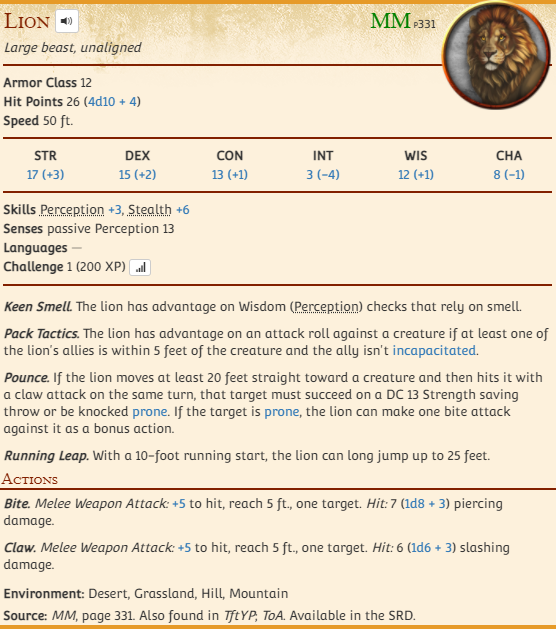 Lion MM P331
Large beast, unaligned
Armor Class 12
Hit Points 26 (4d10 + 4)
Speed 50 ft.
STR DEX CON INT WIS CHA
17 (+3) 15 (+2) 13 (+1) 3 (−4) 12 (+1) 8 (−1)
Skills Perception +3, Stealth +6
Senses passive Perception 13
Languages —
Challenge 1 (200 XP)
Keen Smell. The lion has advantage on Wisdom (Perception) checks that rely on smell.
Pack Tactics. The lion has advantage on an attack roll against a creature if at least one of
the lion's allies is within 5 feet of the creature and the ally isn't incapacitated.
Pounce. If the lion moves at least 20 feet straight toward a creature and then hits it with
a claw attack on the same turn, that target must succeed on a DC 13 Strength saving
throw or be knocked prone. If the target is prone, the lion can make one bite attack
against it as a bonus action.
Running Leap. With a 10-foot running start, the lion can long jump up to 25 feet.
Actions
Bite. Melee Weapon Attack: +5 to hit, reach 5 ft., one target. Hit: 7 (1d8 + 3) piercing
damage.
Claw. Melee Weapon Attack: +5 to hit, reach 5 ft., one target. Hit: 6 (1d6 + 3) slashing
damage.
Environment: Desert, Grassland, Hill, Mountain
Source: MM, page 331. Also found in TftYP; ToA. Available in the SRD.